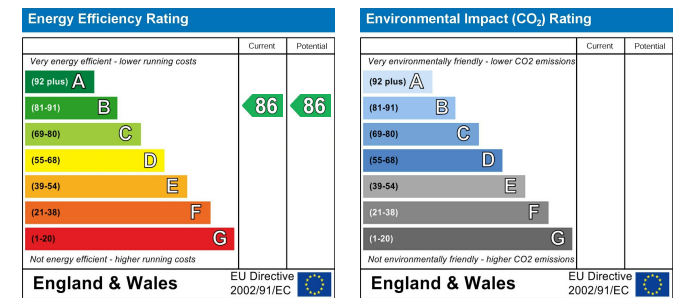 Energy Efficiency Rating
Current Potential
Very energy efficient - lower running costs
(92 plus) A
(81-91) B 86 86
(69-80) C
(55-68) D
(39-54) E
(21-38) F
(1-20) G
Not energy efficient - higher running costs
England & Wales
EU Directive
2002/91/EC
Environmental Impact (CO₂) Rating
Current Potential
Very environmentally friendly - lower CO2 emissions
(92 plus) A
(81-91) B
(69-80) C
(55-68) D
(39-54) E
(21-38) F
(1-20) G
Not environmentally friendly - higher CO2 emissions
England & Wales
EU Directive
2002/91/EC